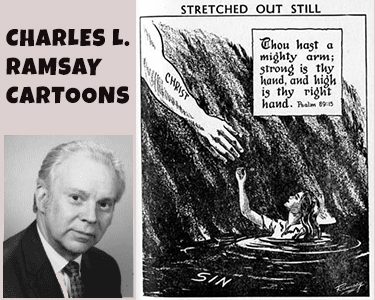 CHARLES L.
RAMSAY
CARTOONS
STRETCHED OUT STILL
Thou hast a
mighty arm;
strong is thy
hand, and high
is thy right
hand. Psalm 89:13
CHRIST
SIN
Ramsay